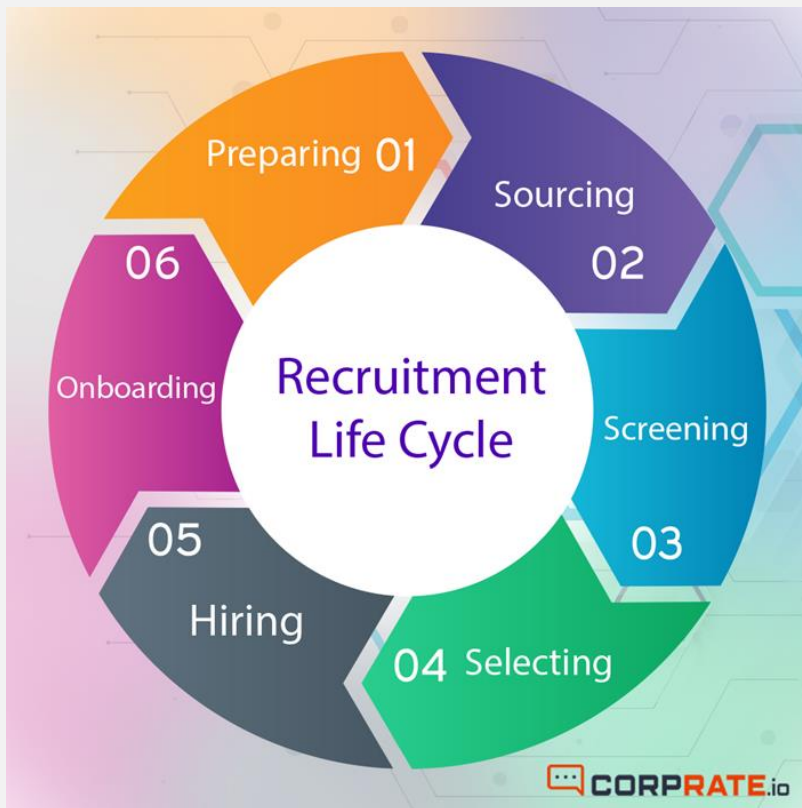 Recruitment
Life Cycle
Preparing 01
Sourcing
02
Screening
03
04 Selecting
05
Hiring
06
Onboarding
CORPRATE.io